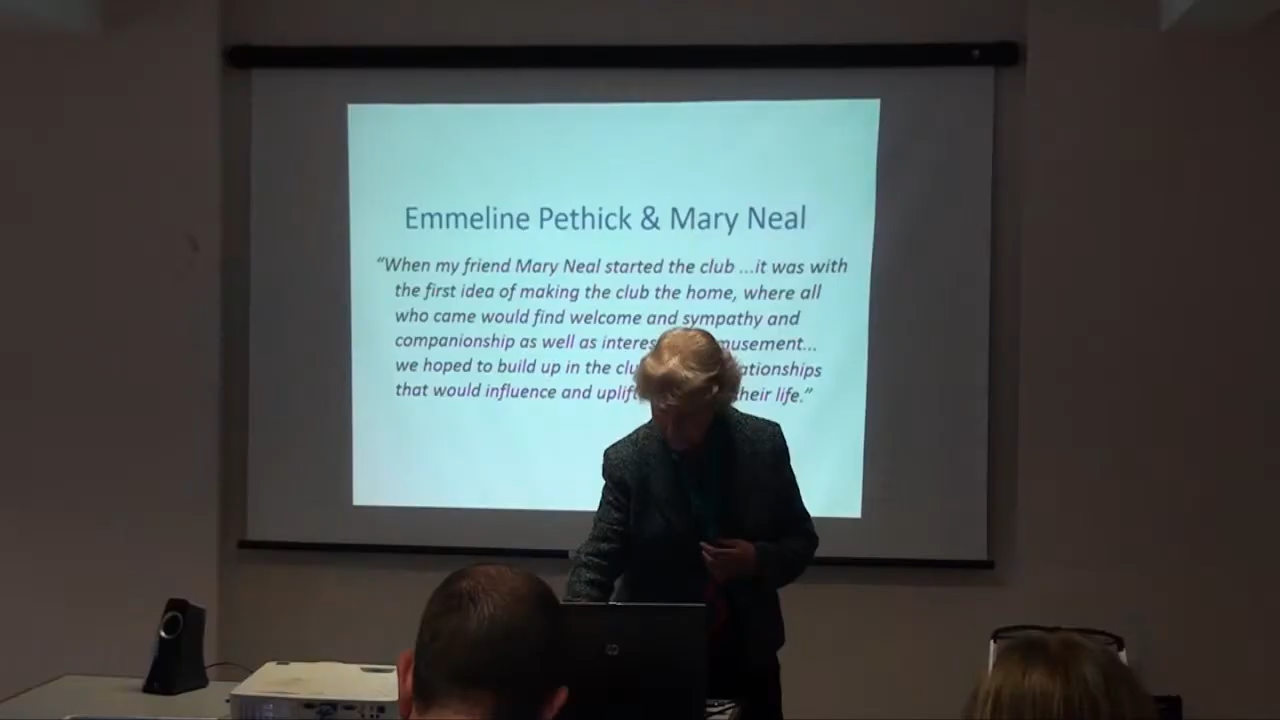 Emmeline Pethick & Mary Neal
“When my friend Mary Neal started the club ...it was with
the first idea of making the club the home, where all
who came would find welcome and sympathy and
companionship as well as
we hoped to build up in the
that would influence and heir life.”
hp